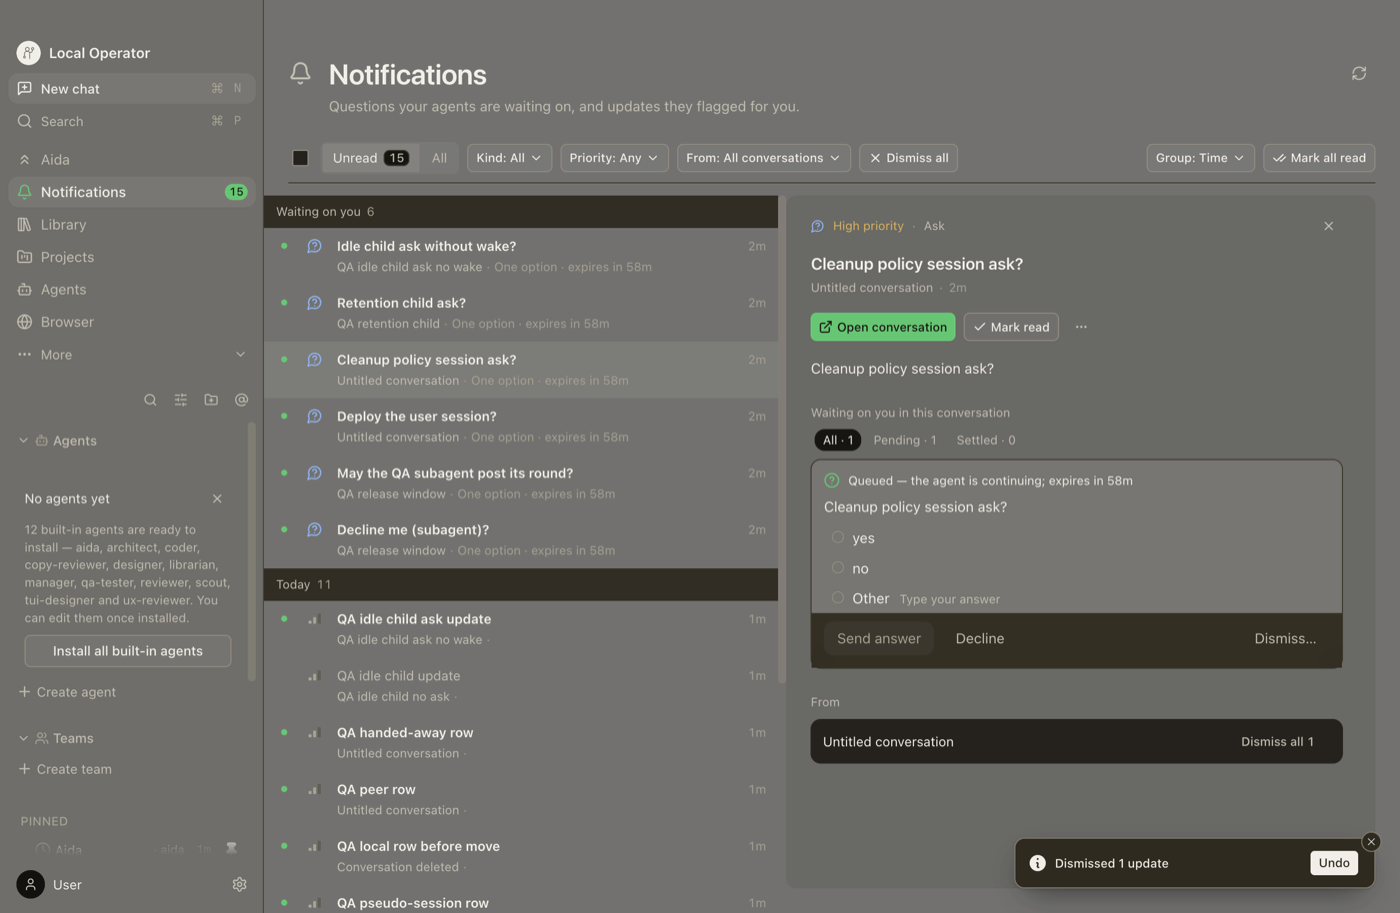 Local Operator
New chat ⌘ N
Search ⌘ P
Aida
Notifications 15
Library
Projects
Agents
Browser
More
Agents
No agents yet
12 built-in agents are ready to
install — aida, architect, coder,
copy-reviewer, designer, librarian,
manager, qa-tester, reviewer, scout,
tui-designer and ux-reviewer. You
can edit them once installed.
Install all built-in agents
Create agent
Teams
Create team
PINNED
Aida · aida 1m
User
Notifications
Questions your agents are waiting on, and updates they flagged for you.
Unread 15 All Kind: All Priority: Any From: All conversations Dismiss all Group: Time Mark all read
Waiting on you 6
Idle child ask without wake? 2m
QA idle child ask no wake · One option · expires in 58m
Retention child ask? 2m
QA retention child · One option · expires in 58m
Cleanup policy session ask? 2m
Untitled conversation · One option · expires in 58m
Deploy the user session? 2m
Untitled conversation · One option · expires in 58m
May the QA subagent post its round? 2m
QA release window · One option · expires in 58m
Decline me (subagent)? 2m
QA release window · One option · expires in 58m
Today 11
QA idle child ask update 1m
QA idle child ask no wake ·
QA idle child update 1m
QA idle child no ask ·
QA handed-away row 1m
Untitled conversation ·
QA peer row 1m
Untitled conversation ·
QA local row before move 1m
Conversation deleted ·
QA pseudo-session row 1m
High priority · Ask
Cleanup policy session ask?
Untitled conversation · 2m
Open conversation Mark read
Cleanup policy session ask?
Waiting on you in this conversation
All · 1 Pending · 1 Settled · 0
Queued — the agent is continuing; expires in 58m
Cleanup policy session ask?
yes
no
Other Type your answer
Send answer Decline Dismiss...
From
Untitled conversation Dismiss all 1
Dismissed 1 update Undo